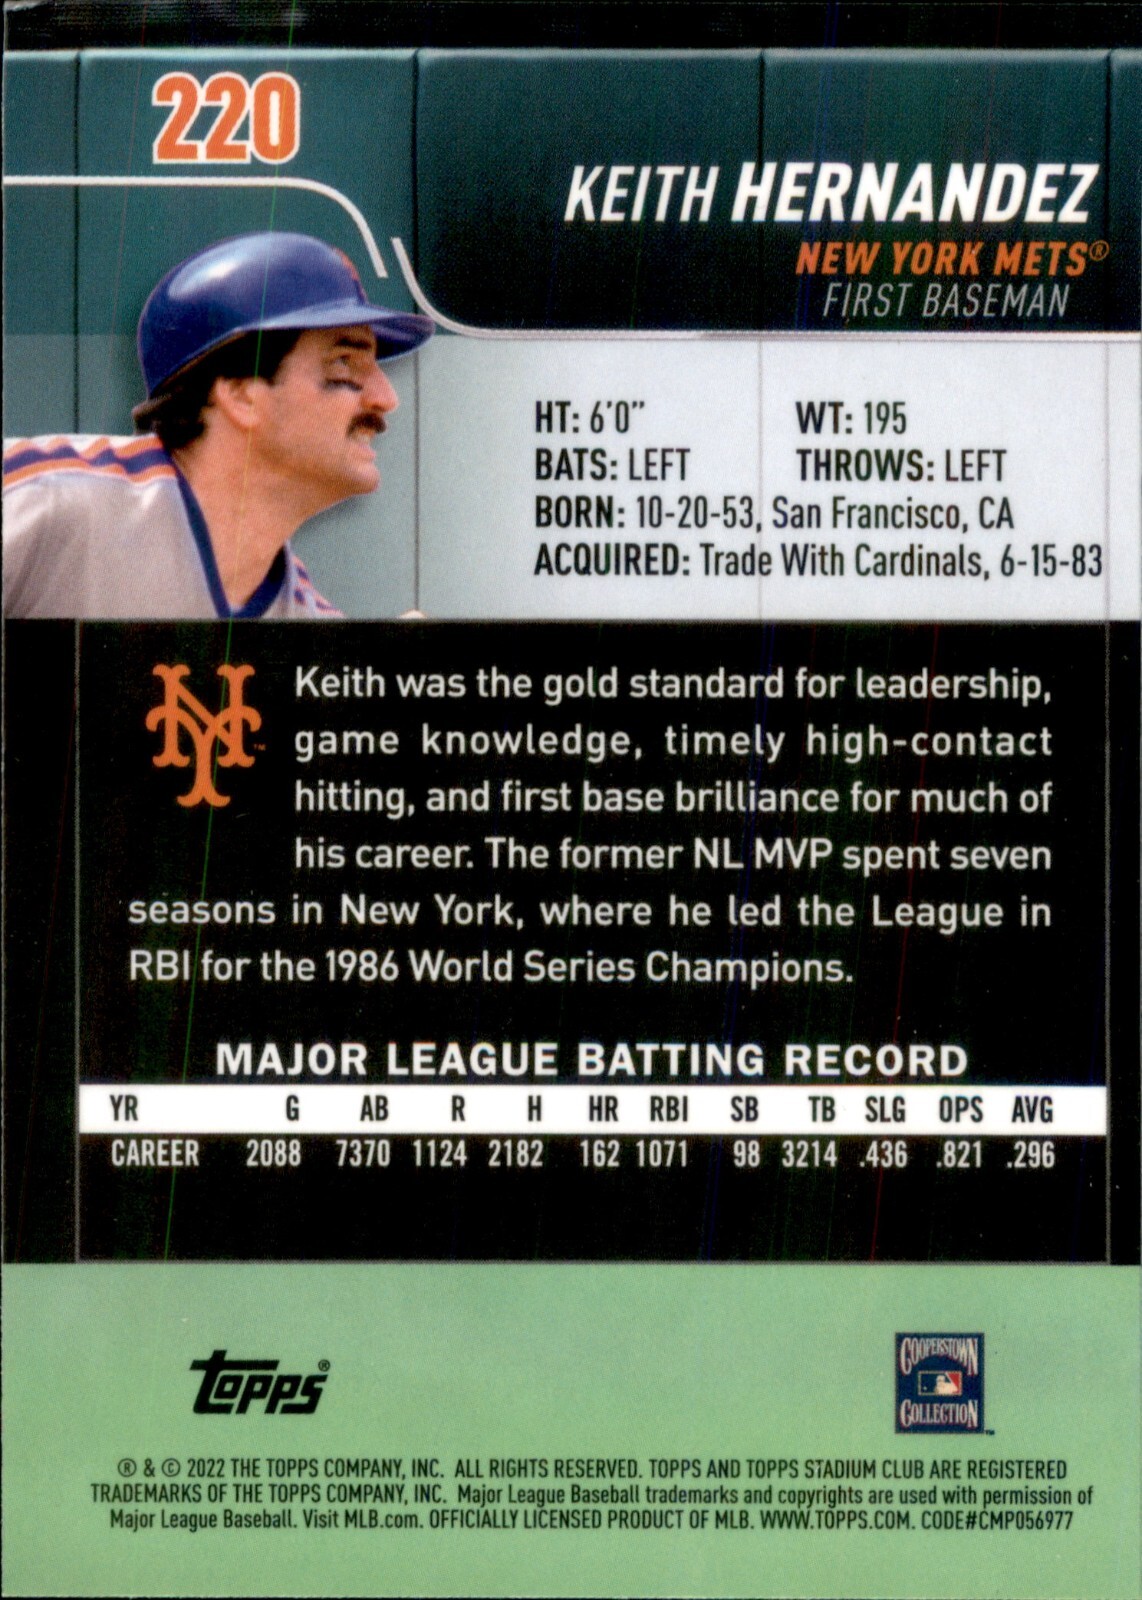 220
KEITH HERNANDEZ
NEW YORK METS®
FIRST BASEMAN
HT: 6'0" WT: 195
BATS: LEFT THROWS: LEFT
BORN: 10-20-53, San Francisco, CA
ACQUIRED: Trade With Cardinals, 6-15-83
NY™
Keith was the gold standard for leadership,
game knowledge, timely high-contact
hitting, and first base brilliance for much of
his career. The former NL MVP spent seven
seasons in New York, where he led the League in
RBI for the 1986 World Series Champions.
MAJOR LEAGUE BATTING RECORD
YR G AB R H HR RBI SB TB SLG OPS AVG
CAREER 2088 7370 1124 2182 162 1071 98 3214 .436 .821 .296
topps®
COOPERSTOWN
COLLECTION™
® & © 2022 THE TOPPS COMPANY, INC. ALL RIGHTS RESERVED. TOPPS AND TOPPS STADIUM CLUB ARE REGISTERED
TRADEMARKS OF THE TOPPS COMPANY, INC. Major League Baseball trademarks and copyrights are used with permission of
Major League Baseball. Visit MLB.com. OFFICIALLY LICENSED PRODUCT OF MLB. WWW.TOPPS.COM. CODE#CMP056977